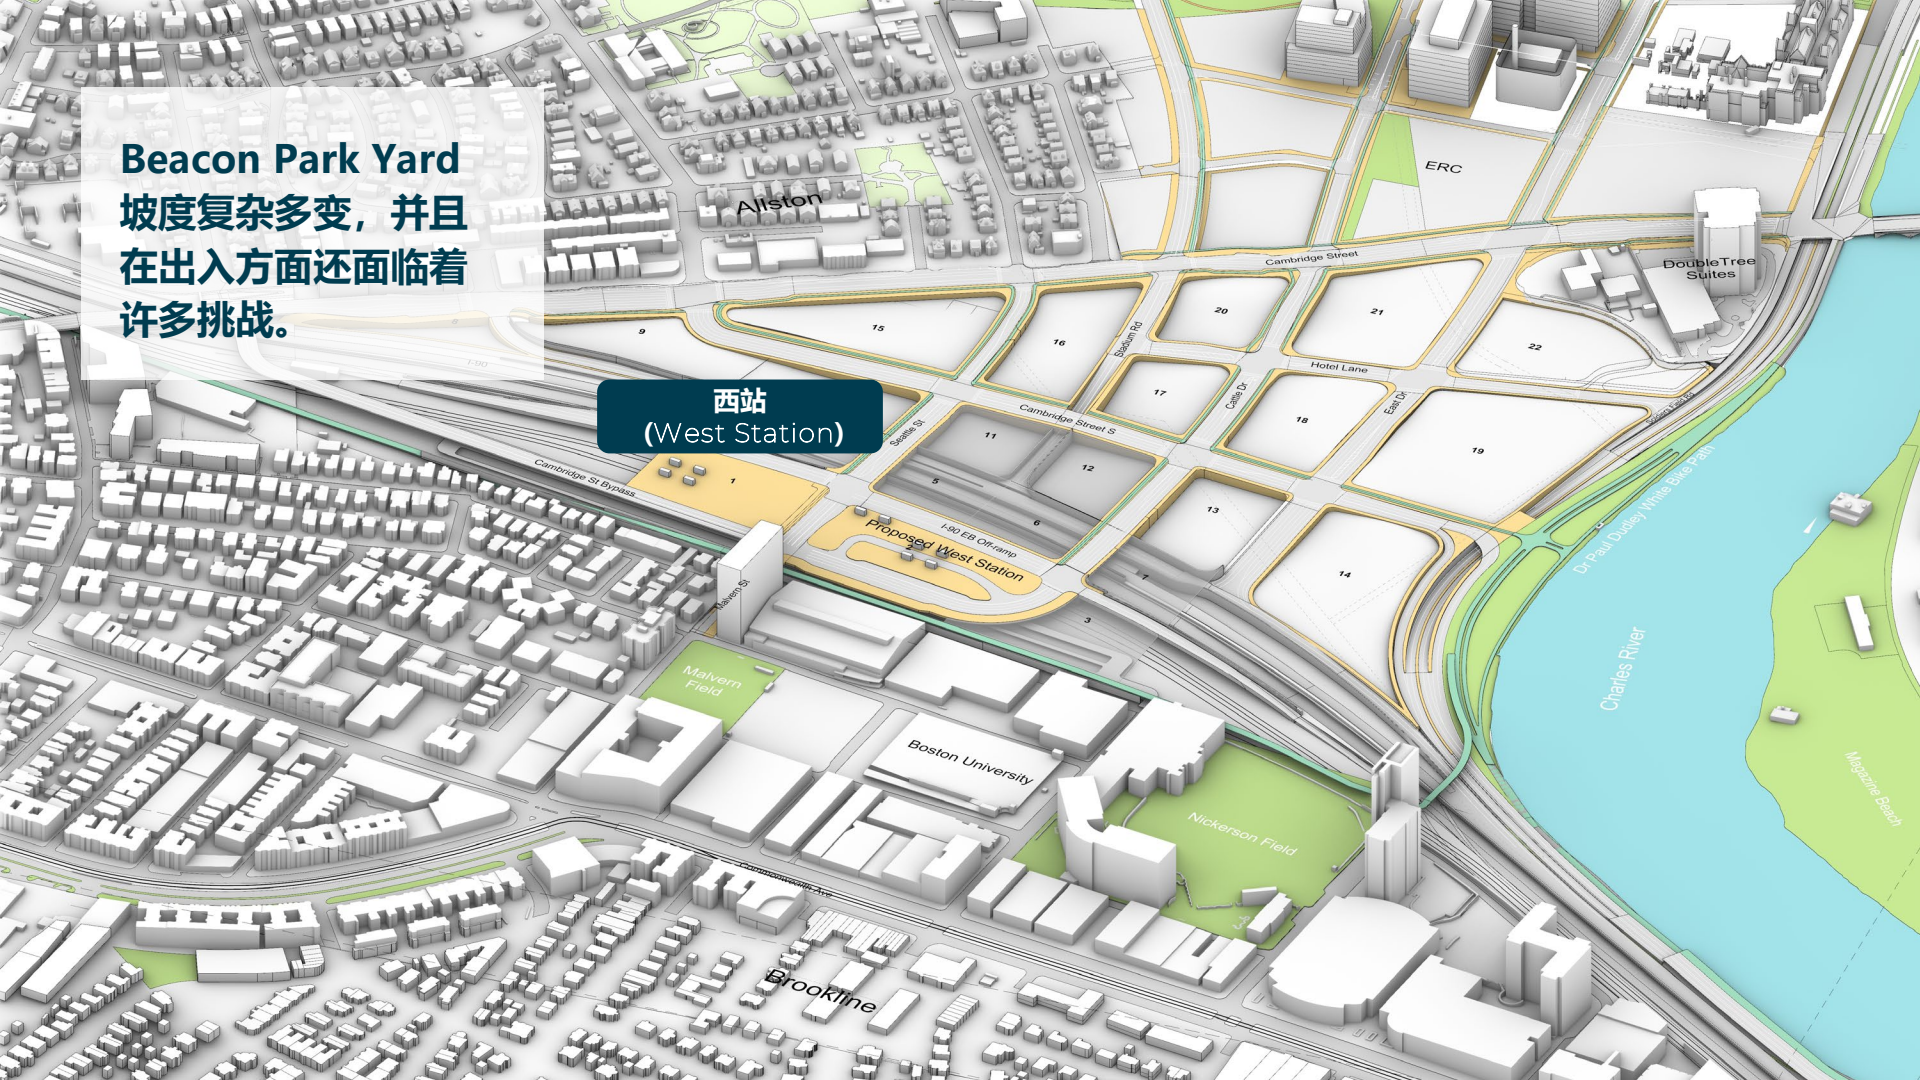 Beacon Park Yard
坡度复杂多变，并且
在出入方面还面临着
许多挑战。
Allston
ERC
Cambridge Street
DoubleTree
Suites
9
15
16
20
21
22
Stadium Rd
I-90
Hotel Lane
17
Cattle Dr
East Dr
18
19
西站
(West Station)
Cambridge Street S
Seattle St
11
12
5
6
13
1
Cambridge St Bypass
I-90 EB Off-ramp
Proposed West Station
2
7
14
3
Malvern St
Dr Paul Dudley White Bike Path
Charles River
Magazine Beach
Malvern
Field
Boston University
Nickerson Field
Commonwealth Ave
Brookline